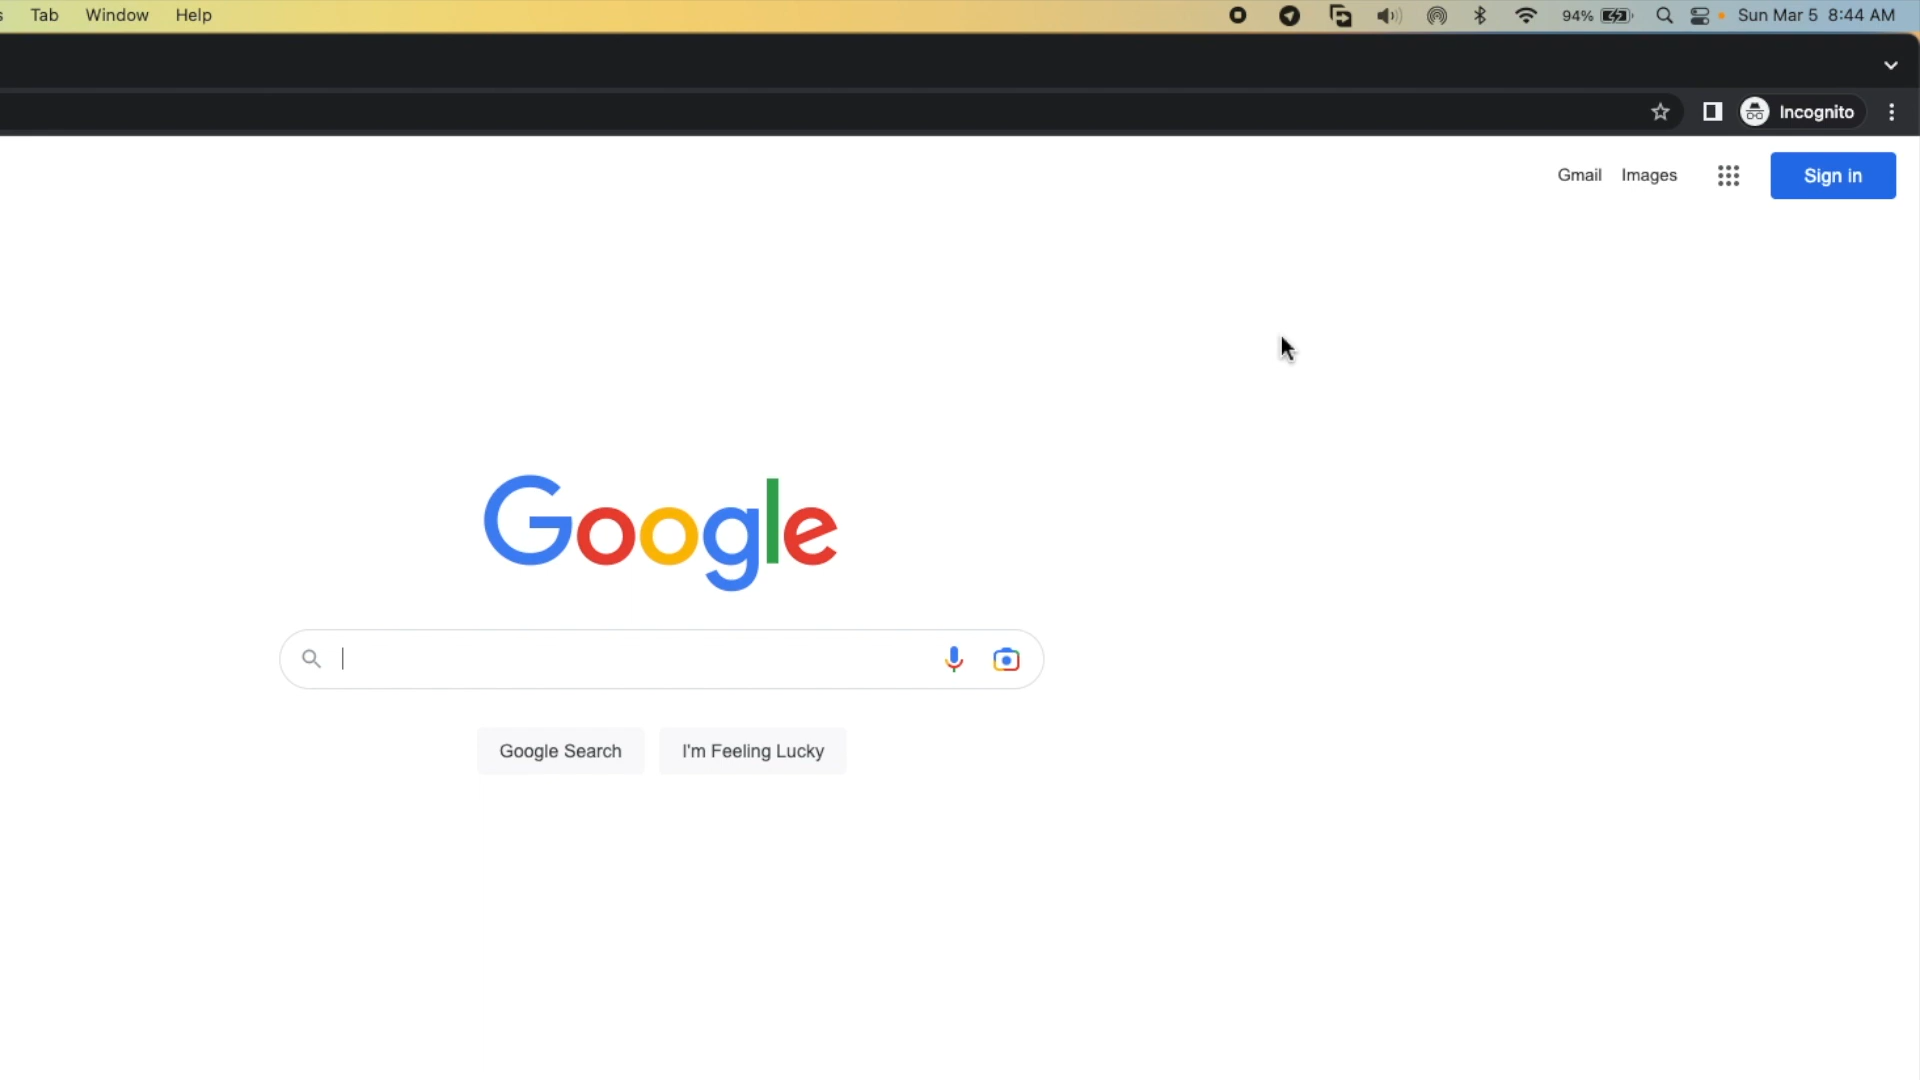 Tab Window Help 94% Sun Mar 5 8:44 AM
Incognito
Gmail Images Sign in
Google
Google Search I'm Feeling Lucky